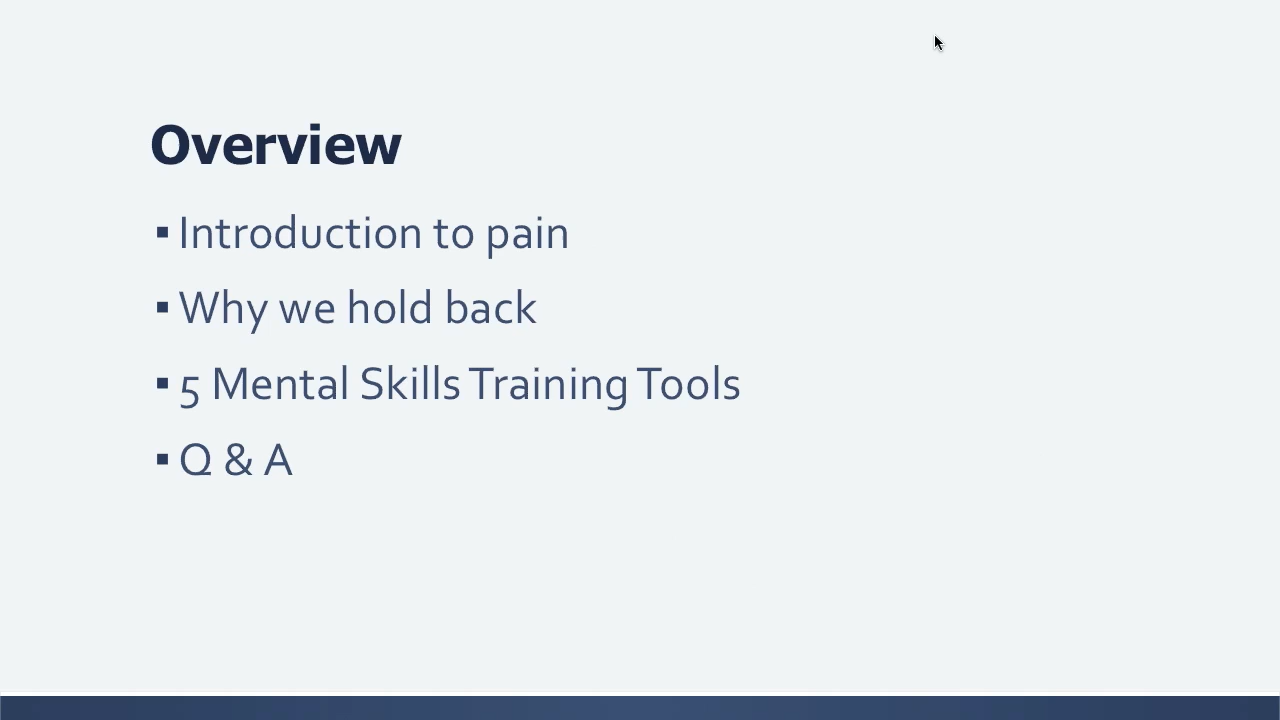 Overview
▪ Introduction to pain
▪ Why we hold back
▪ 5 Mental Skills Training Tools
▪ Q & A